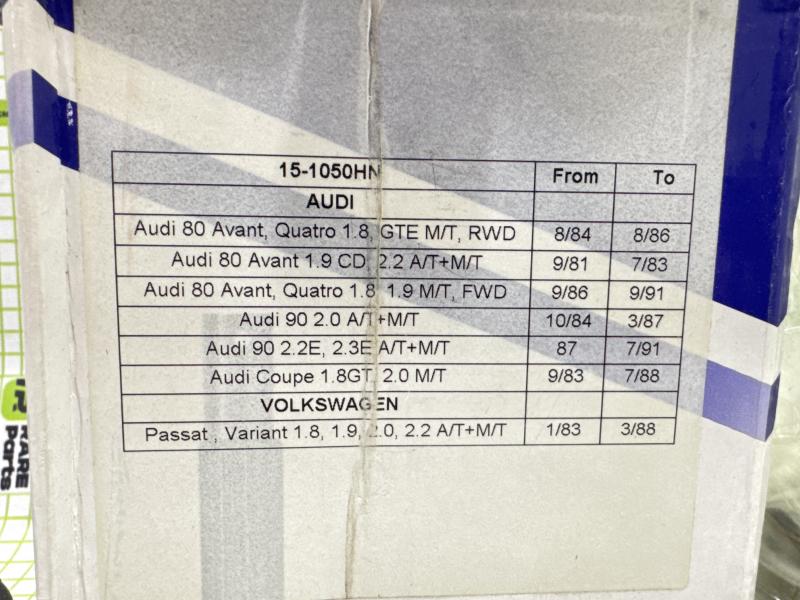 15-1050HN From To
AUDI
Audi 80 Avant, Quatro 1.8, GTE M/T, RWD 8/84 8/86
Audi 80 Avant 1.9 CD, 2.2 A/T+M/T 9/81 7/83
Audi 80 Avant, Quatro 1.8, 1.9 M/T, FWD 9/86 9/91
Audi 90 2.0 A/T+M/T 10/84 3/87
Audi 90 2.2E, 2.3E A/T+M/T 87 7/91
Audi Coupe 1.8GT, 2.0 M/T 9/83 7/88
VOLKSWAGEN
Passat , Variant 1.8, 1.9, 2.0, 2.2 A/T+M/T 1/83 3/88
RARE
Parts